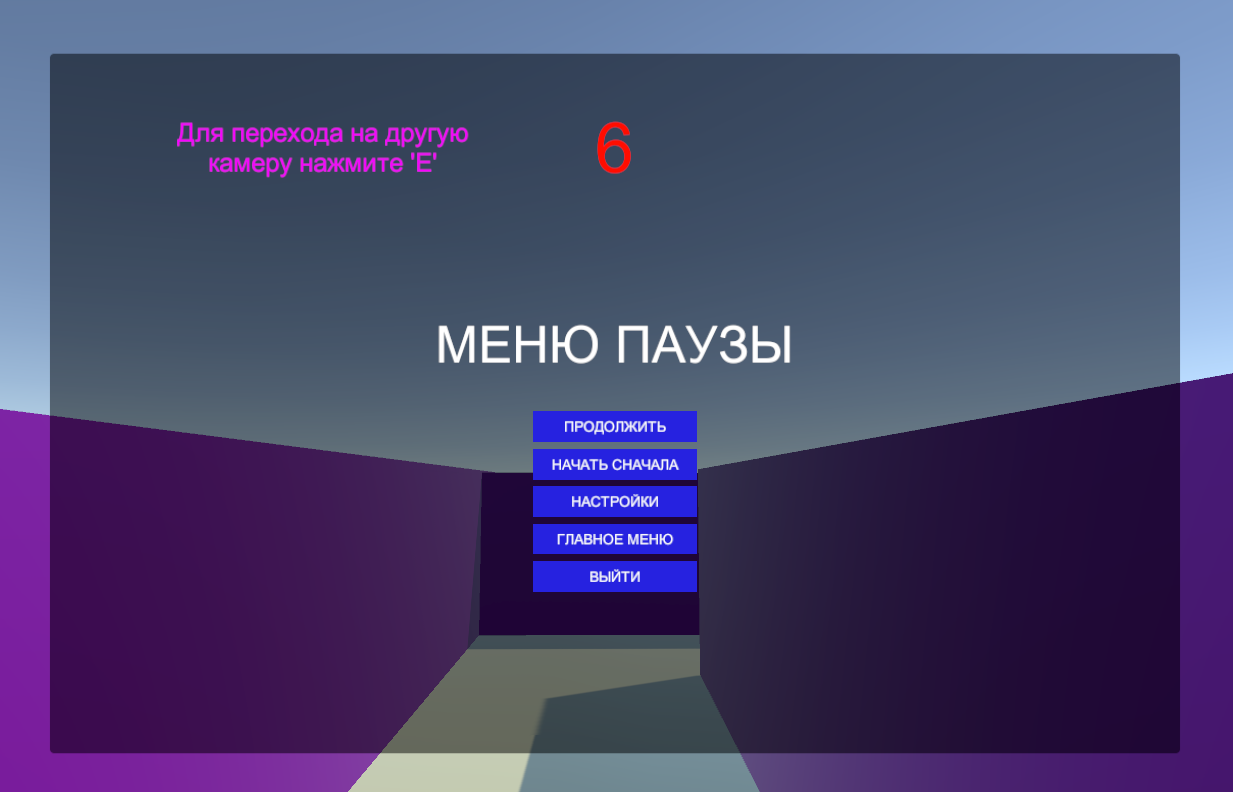 Для перехода на другую
камеру нажмите 'E'
6
МЕНЮ ПАУЗЫ
ПРОДОЛЖИТЬ
НАЧАТЬ СНАЧАЛА
НАСТРОЙКИ
ГЛАВНОЕ МЕНЮ
ВЫЙТИ